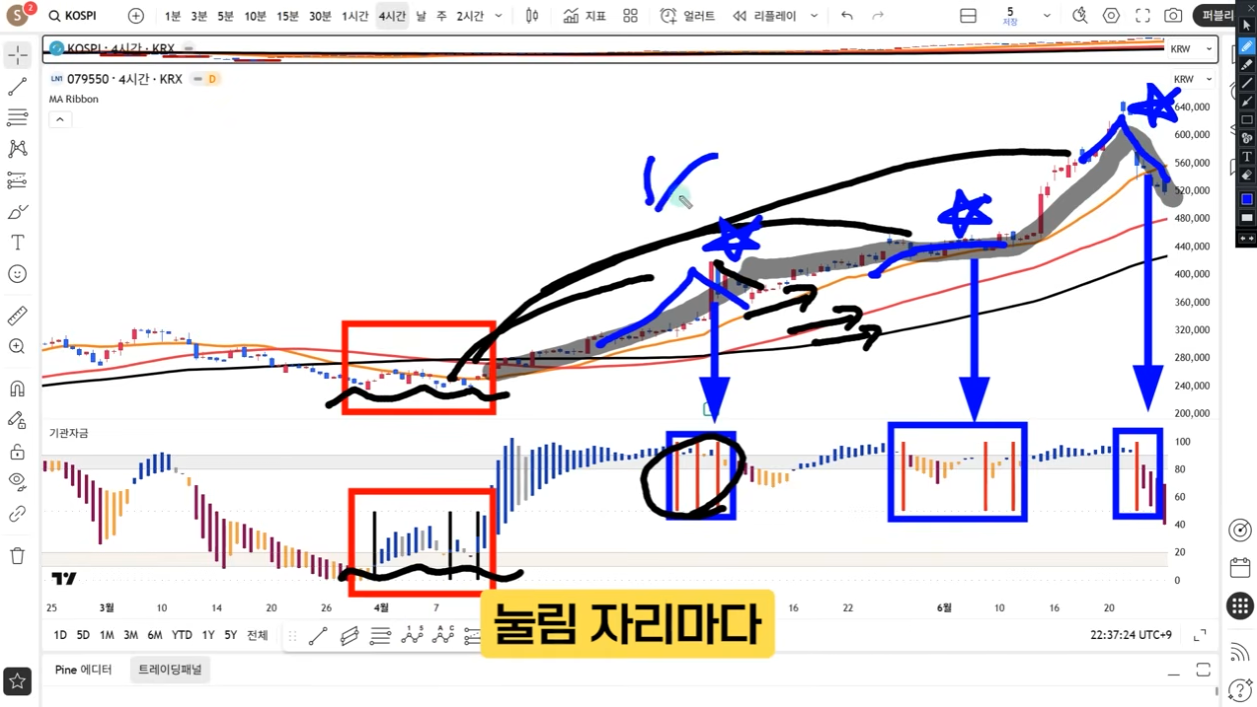 S 2 KOSPI 1분 3분 5분 10분 15분 30분 1시간 4시간 날 주 2시간 지표 얼러트 리플레이 5 저장 퍼블리
KOSPI · 4시간 · KRX KRW
LN1 079550 · 4시간 · KRX D KRW
MA Ribbon
640,000
600,000
560,000
520,000
480,000
440,000
400,000
360,000
320,000
280,000
240,000
200,000
기관자금
100
80
60
40
20
0
25 3월 10 14 20 26 4월 7 16 22 6월 10 16 20
눌림 자리마다
1D 5D 1M 3M 6M YTD 1Y 5Y 전체 22:37:24 UTC+9
Pine 에디터 트레이딩패널